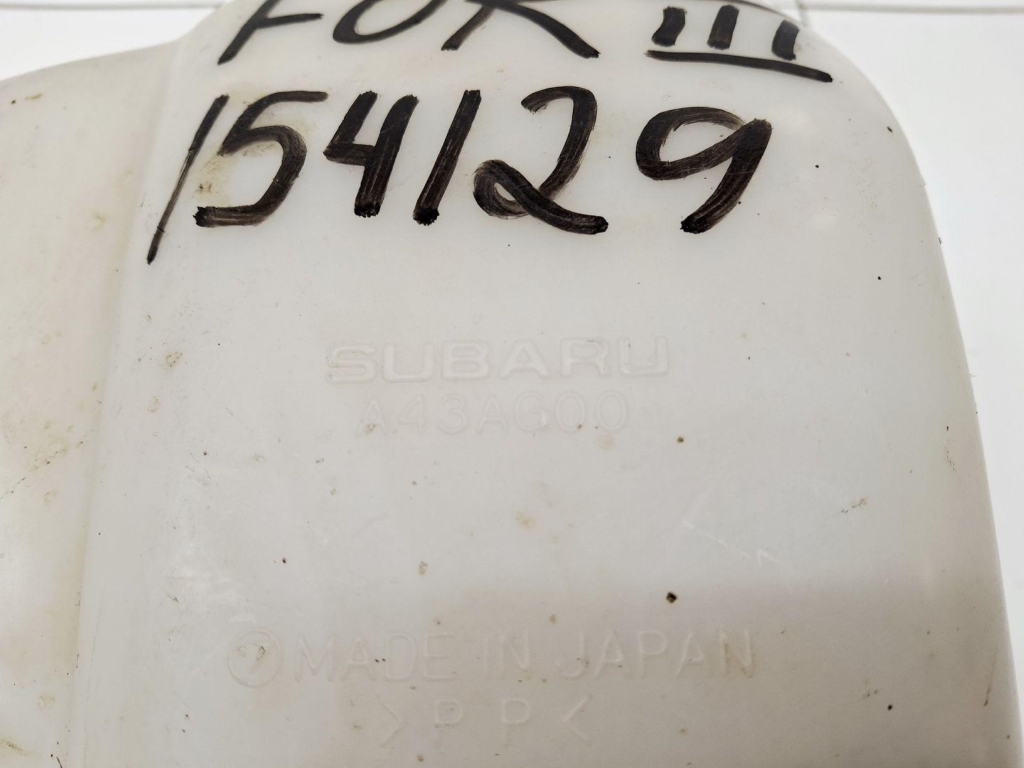 FOR III
154129
SUBARU
A43AG00
MADE IN JAPAN
>PP<